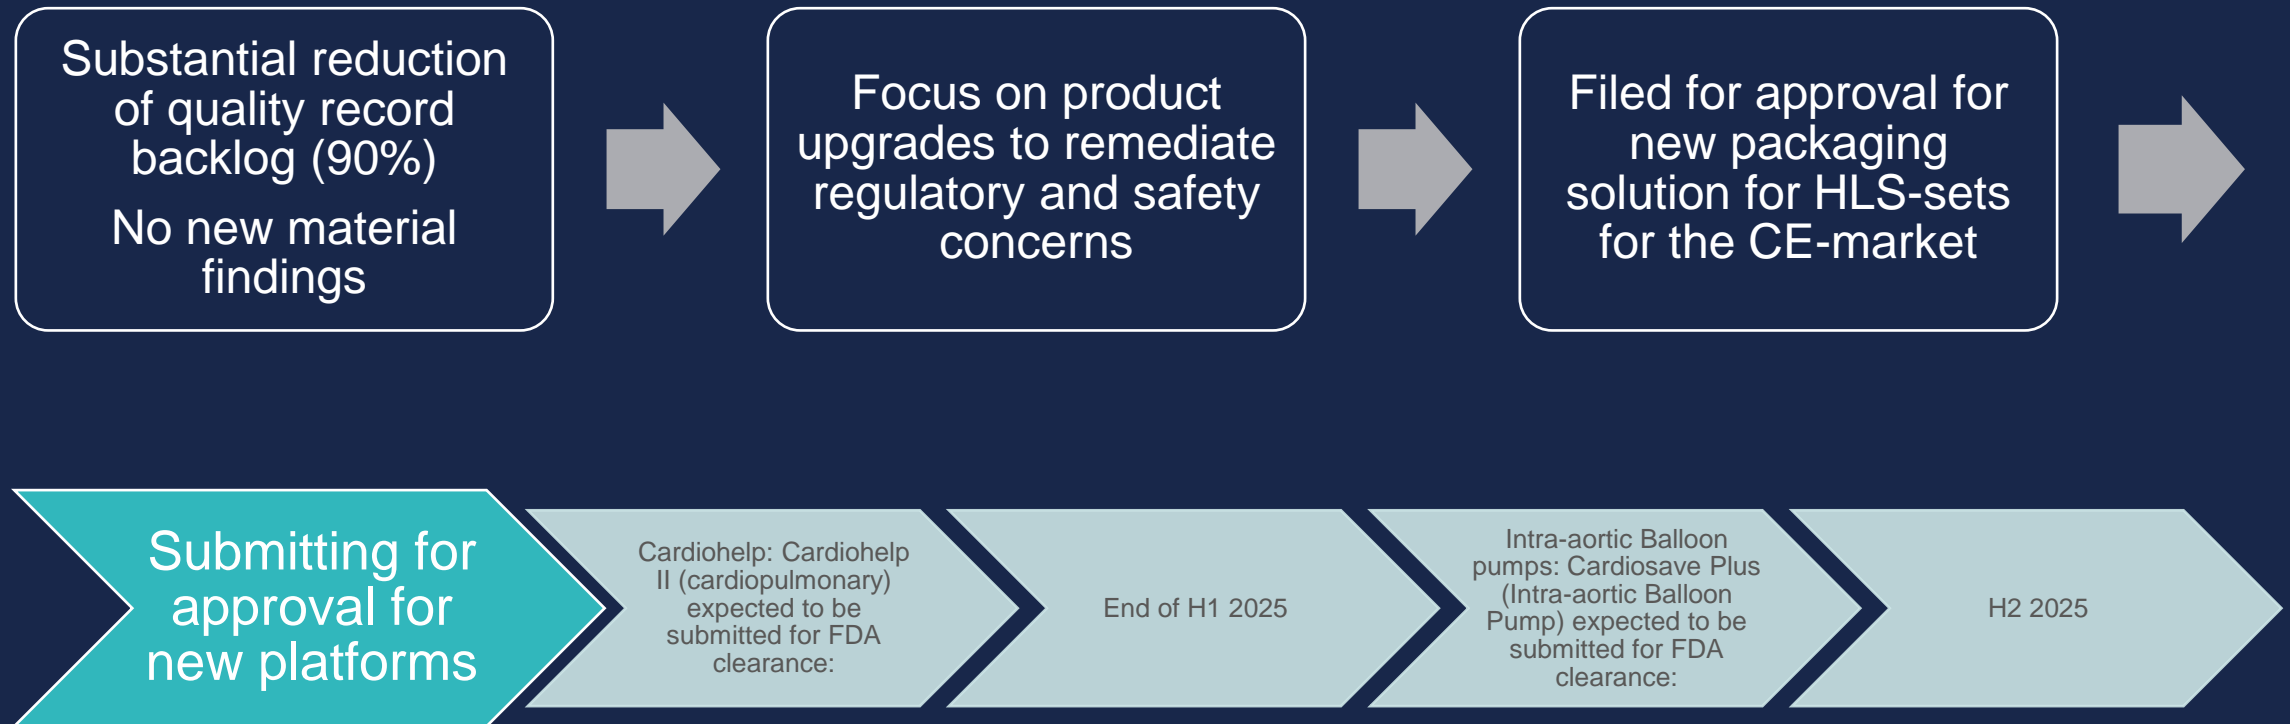 Substantial reduction
of quality record
backlog (90%)
No new material
findings
Focus on product
upgrades to remediate
regulatory and safety
concerns
Filed for approval for
new packaging
solution for HLS-sets
for the CE-market
Submitting for
approval for
new platforms
Cardiohelp: Cardiohelp
II (cardiopulmonary)
expected to be
submitted for FDA
clearance:
End of H1 2025
Intra-aortic Balloon
pumps: Cardiosave Plus
(Intra-aortic Balloon
Pump) expected to be
submitted for FDA
clearance:
H2 2025